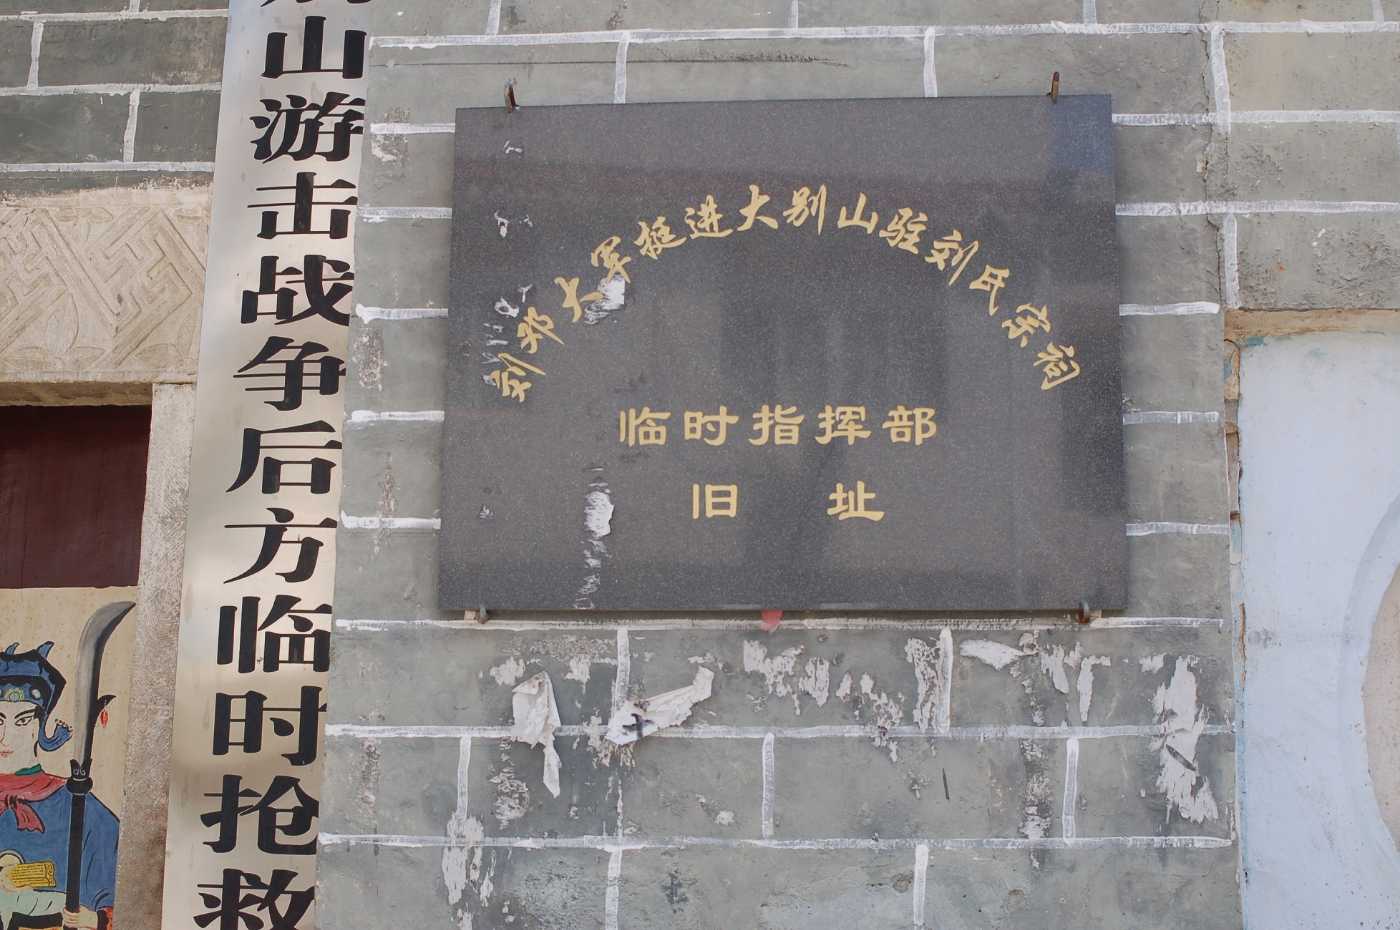 别山游击战争后方临时抢救
刘邓大军挺进大别山驻刘氏宗祠
临时指挥部
旧 址